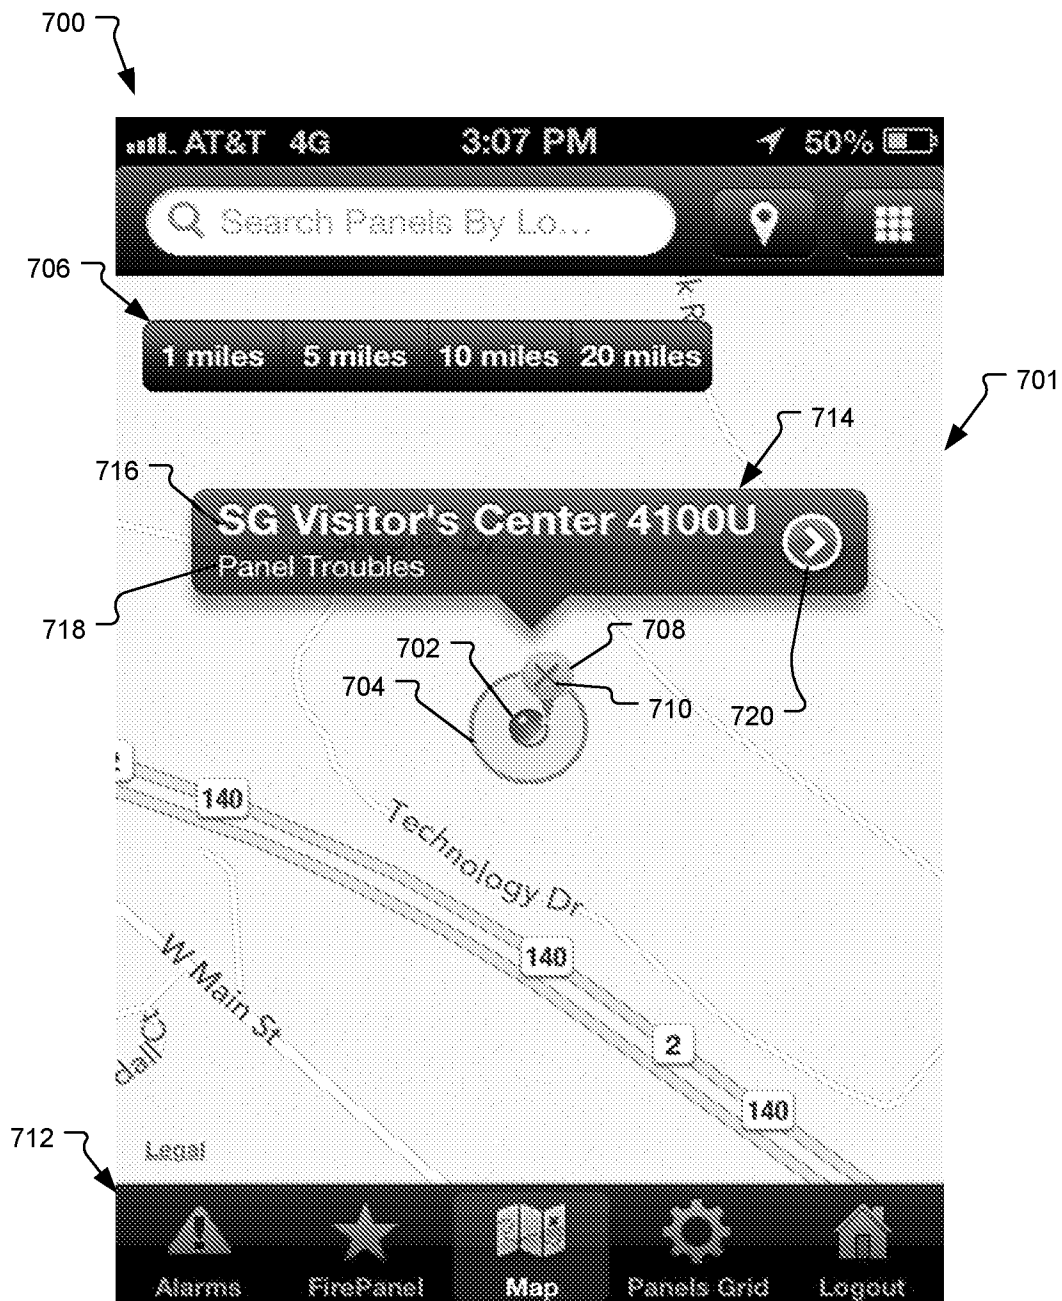 700
AT&T 4G 3:07 PM 50%
Search Panels By Lo...
706
k R
1 miles 5 miles 10 miles 20 miles
701
714
716
SG Visitor's Center 4100U
Panel Troubles
718
702
708
704
710
720
140
Technology Dr
140
W Main St
2
dall Cir
140
712
Legal
Alarms FirePanel Map Panels Grid Logout